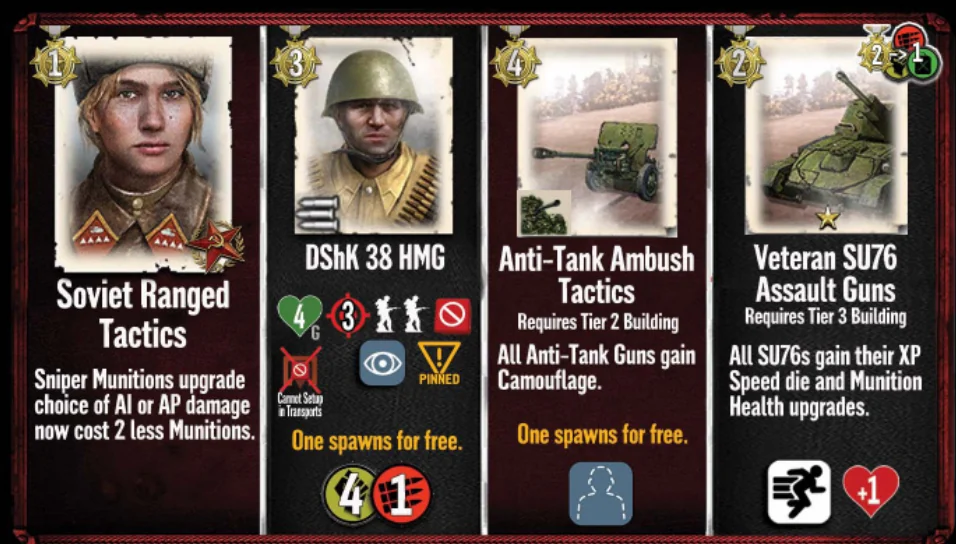 1
Soviet Ranged
Tactics
Sniper Munitions upgrade
choice of AI or AP damage
now cost 2 less Munitions.
3
DShK 38 HMG
4 G 3
Cannot Setup
in Transports
PINNED
One spawns for free.
4 1
4
Anti-Tank Ambush
Tactics
Requires Tier 2 Building
All Anti-Tank Guns gain
Camouflage.
One spawns for free.
2
2→1
Veteran SU76
Assault Guns
Requires Tier 3 Building
All SU76s gain their XP
Speed die and Munition
Health upgrades.
+1